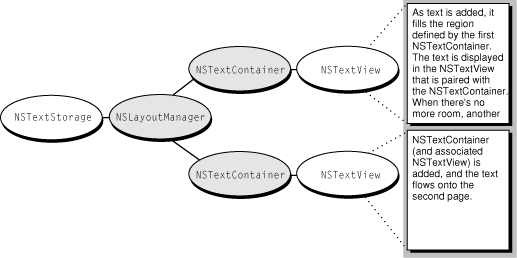 NSTextStorage
NSLayoutManager
NSTextContainer
NSTextView
NSTextContainer
NSTextView
As text is added, it
fills the region
defined by the first
NSTextContainer.
The text is displayed
in the NSTextView
that is paired with
the NSTextContainer.
When there's no
more room, another
NSTextContainer
(and associated
NSTextView) is
added, and the text
flows onto the
second page.